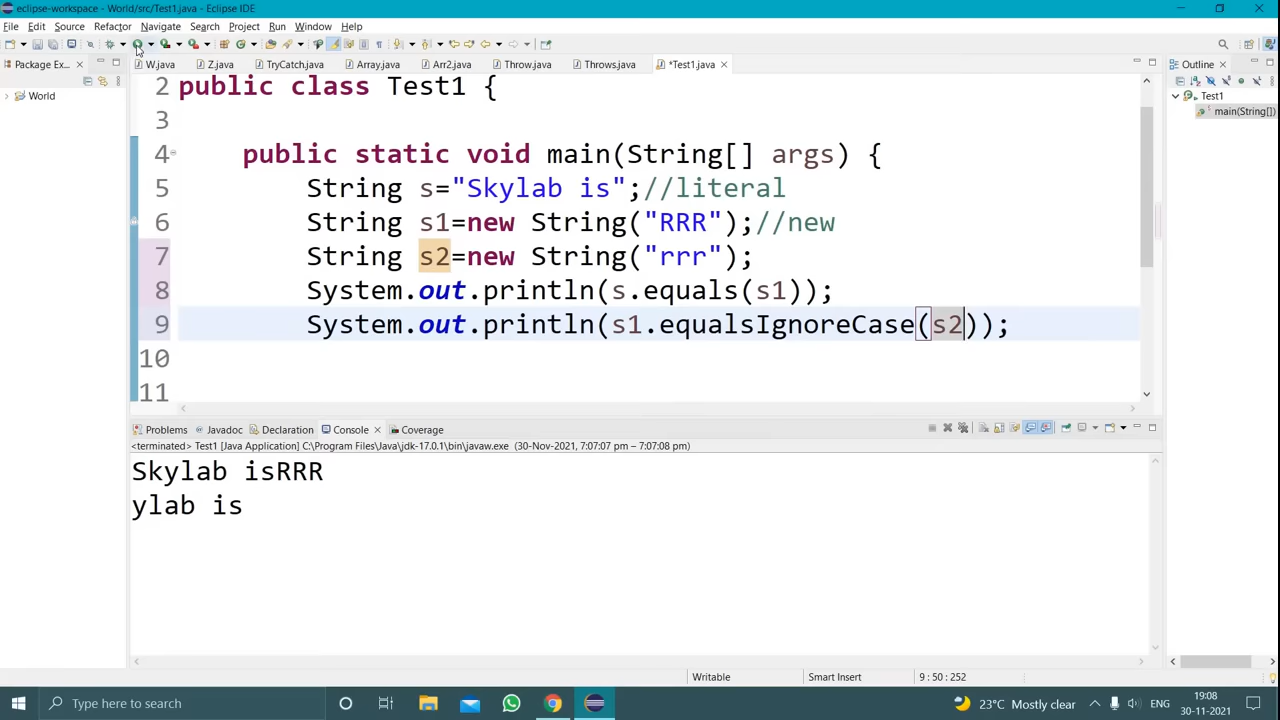 eclipse-workspace - World/src/Test1.java - Eclipse IDE
File Edit Source Refactor Navigate Search Project Run Window Help
Package Ex... W.java Z.java TryCatch.java Array.java Arr2.java Throw.java Throws.java *Test1.java Outline
World
Test1
main(String[])
2 public class Test1 {
3
4 public static void main(String[] args) {
5 String s="Skylab is";//literal
6 String s1=new String("RRR");//new
7 String s2=new String("rrr");
8 System.out.println(s.equals(s1));
9 System.out.println(s1.equalsIgnoreCase(s2));
10
11
Problems Javadoc Declaration Console Coverage
<terminated> Test1 [Java Application] C:\Program Files\Java\jdk-17.0.1\bin\javaw.exe (30-Nov-2021, 7:07:07 pm – 7:07:08 pm)
Skylab isRRR
ylab is
Writable Smart Insert 9 : 50 : 252
Type here to search 23°C Mostly clear ENG 19:08
30-11-2021